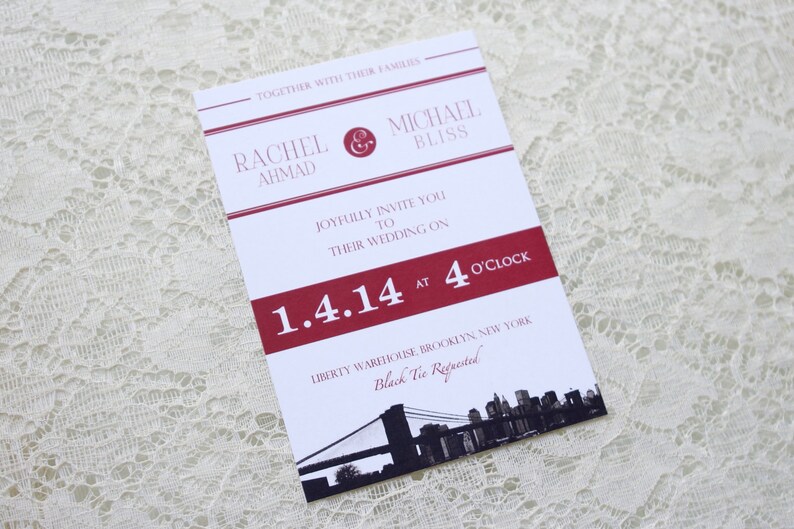 TOGETHER WITH THEIR FAMILIES
RACHEL & MICHAEL
AHMAD BLISS
JOYFULLY INVITE YOU
TO
THEIR WEDDING ON
1.4.14 AT 4 O'CLOCK
LIBERTY WAREHOUSE, BROOKLYN, NEW YORK
Black Tie Requested